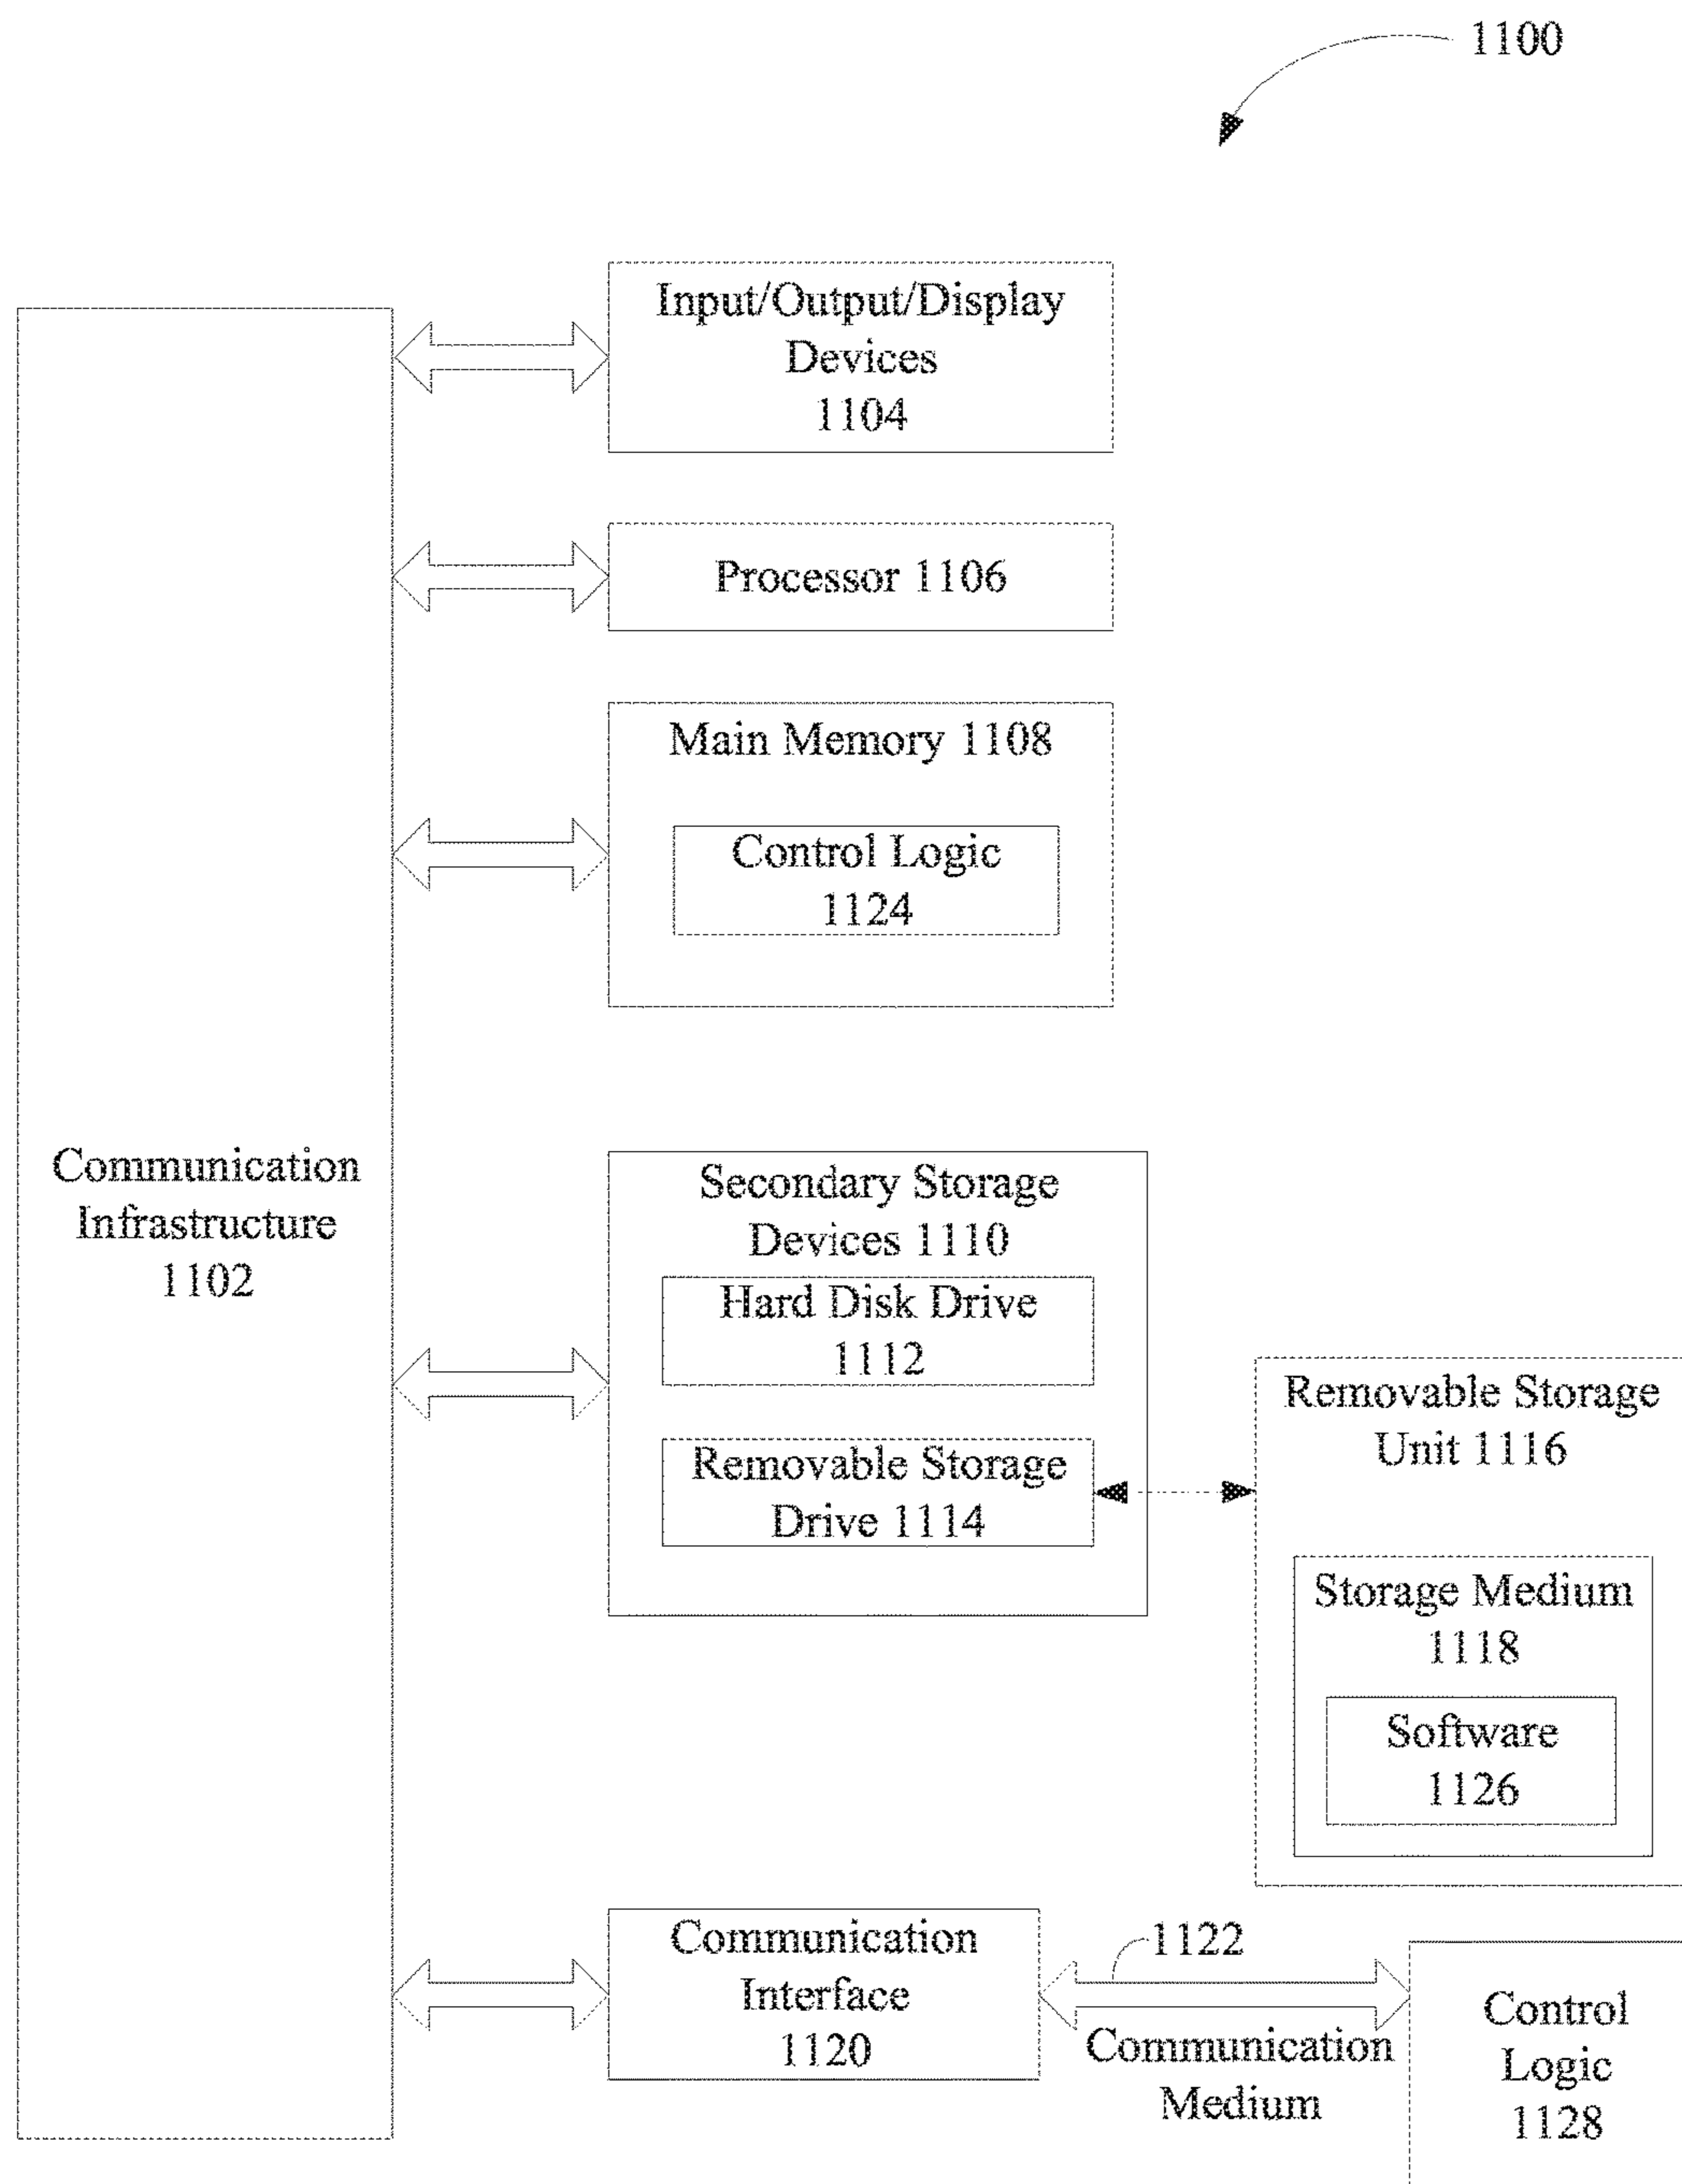 1100
Input/Output/Display
Devices
1104
Processor 1106
Main Memory 1108
Control Logic
1124
Communication
Infrastructure
1102
Secondary Storage
Devices 1110
Hard Disk Drive
1112
Removable Storage
Drive 1114
Removable Storage
Unit 1116
Storage Medium
1118
Software
1126
Communication
Interface
1120
1122
Communication
Medium
Control
Logic
1128